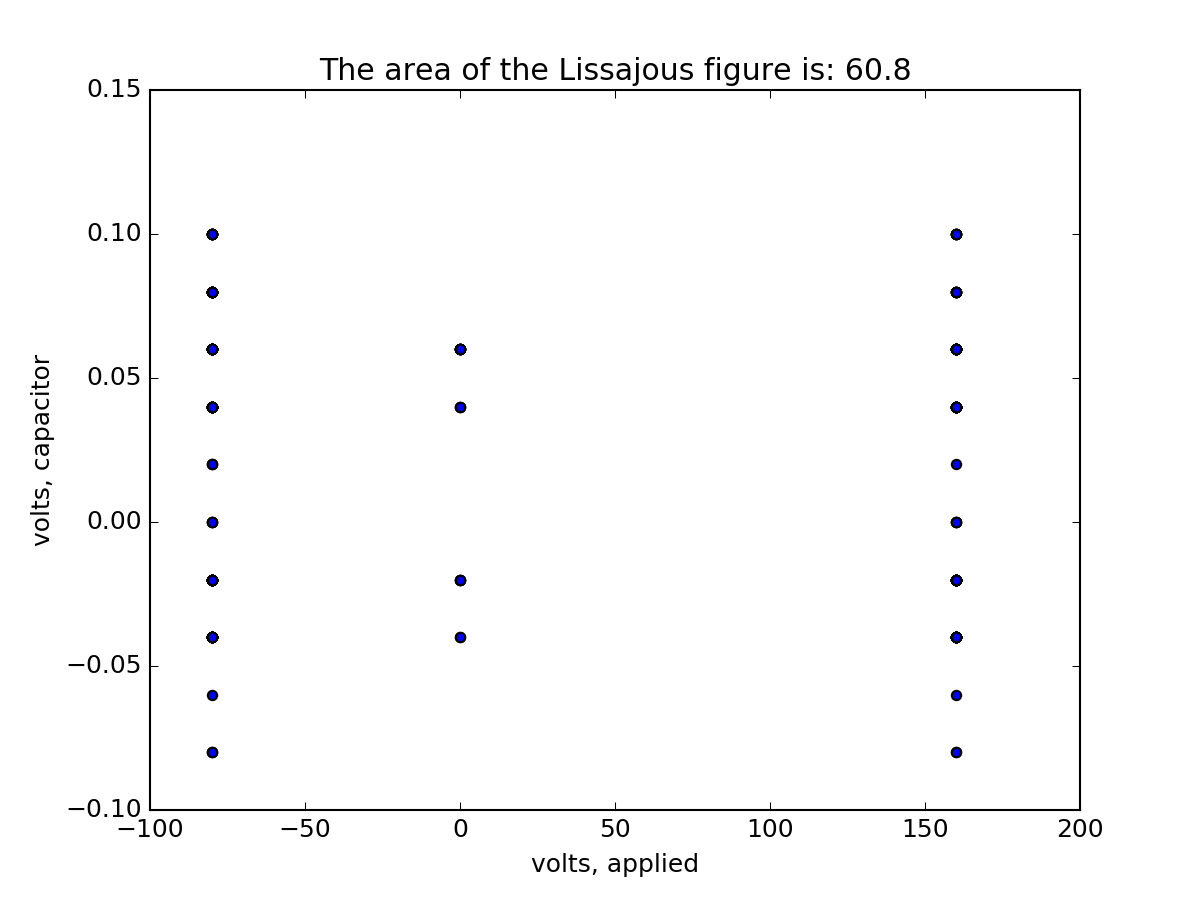 The area of the Lissajous figure is: 60.8
0.15
0.10
0.05
0.00
−0.05
−0.10
volts, capacitor
−100 −50 0 50 100 150 200
volts, applied